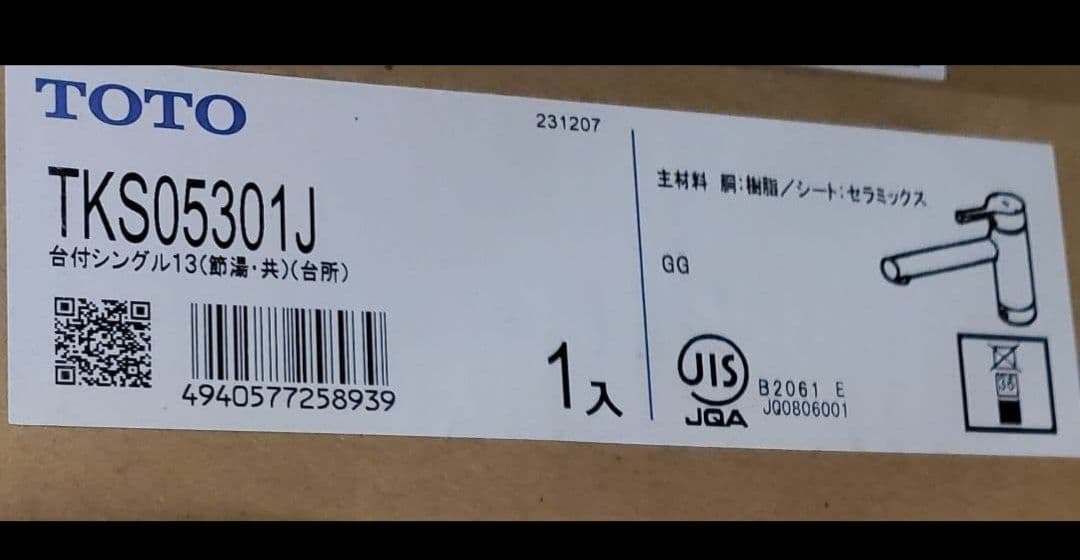 TOTO
231207
TKS05301J
台付シングル13(節湯・共)(台所)
4940577258939
1入
主材料 胴:樹脂/シート:セラミックス
GG
JIS
JQA
B2061 E
JQ0806001